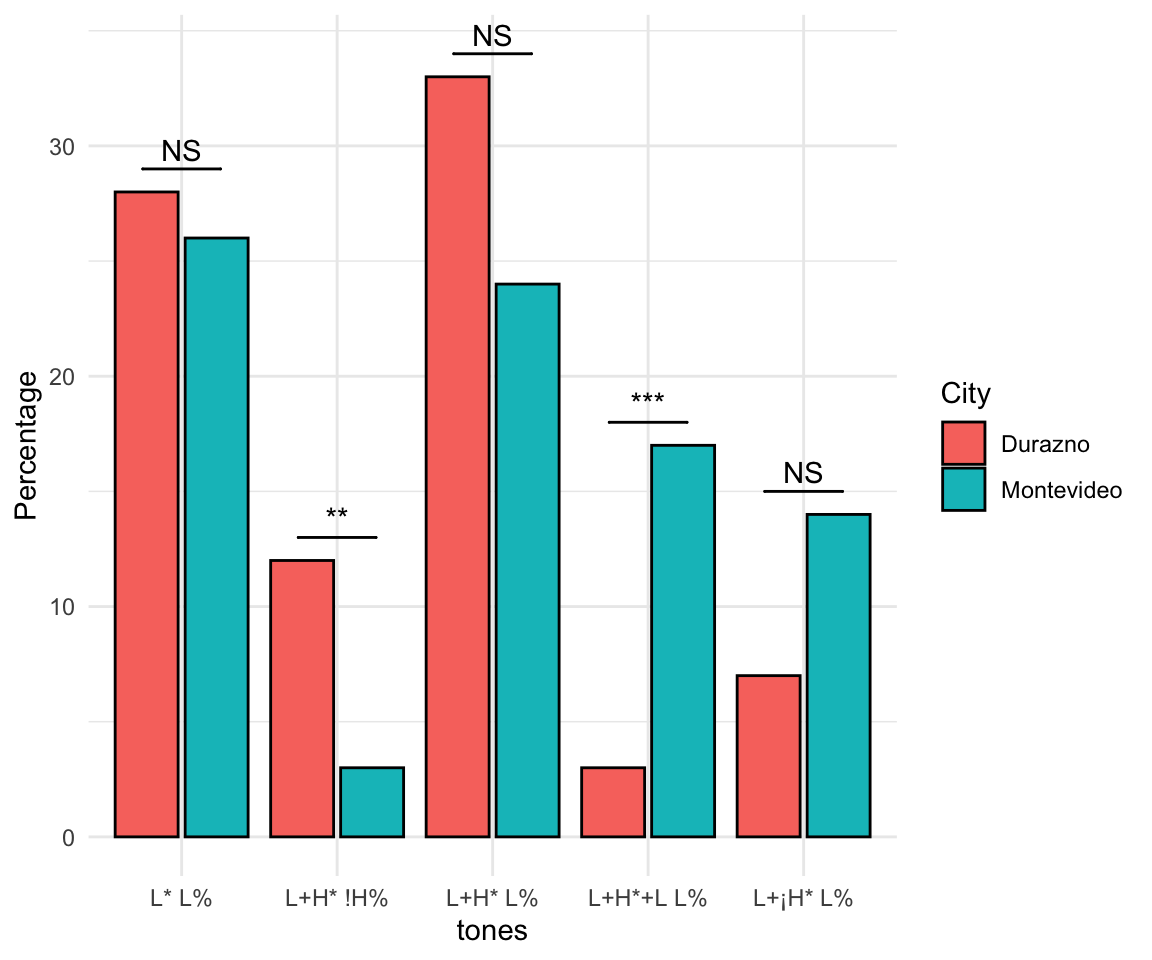 NS
NS
30
***
20
NS
**
10
0
Percentage
L* L%
L+H* !H%
L+H* L%
L+H*+L L%
L+¡H* L%
tones
City
Durazno
Montevideo